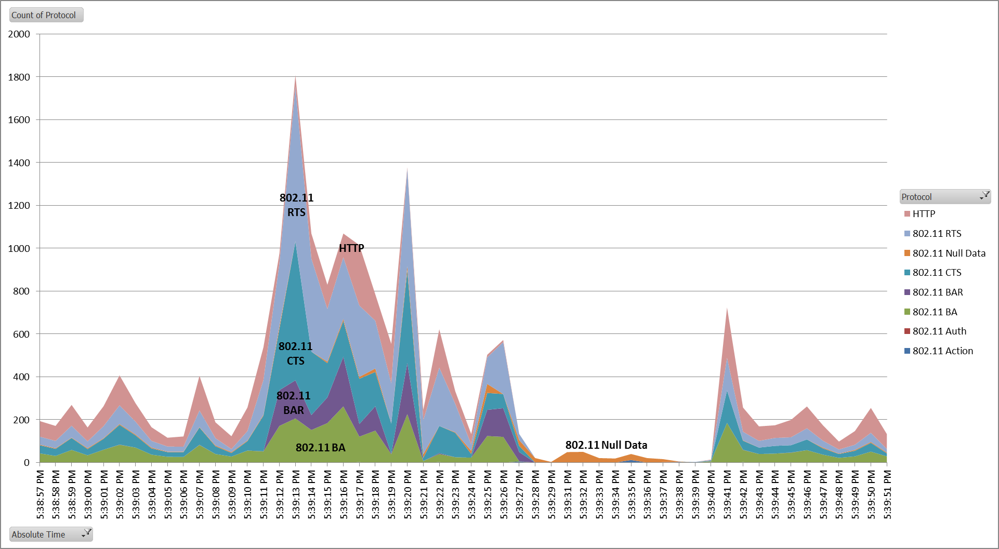 Count of Protocol
2000
1800
1600
1400
1200
1000
800
600
400
200
0
802.11
RTS
HTTP
802.11
CTS
802.11
BAR
802.11 BA
802.11 Null Data
Protocol
HTTP
802.11 RTS
802.11 Null Data
802.11 CTS
802.11 BAR
802.11 BA
802.11 Auth
802.11 Action
5:38:57 PM
5:38:58 PM
5:38:59 PM
5:39:00 PM
5:39:01 PM
5:39:02 PM
5:39:03 PM
5:39:04 PM
5:39:05 PM
5:39:06 PM
5:39:07 PM
5:39:08 PM
5:39:09 PM
5:39:10 PM
5:39:11 PM
5:39:12 PM
5:39:13 PM
5:39:14 PM
5:39:15 PM
5:39:16 PM
5:39:17 PM
5:39:18 PM
5:39:19 PM
5:39:20 PM
5:39:21 PM
5:39:22 PM
5:39:23 PM
5:39:24 PM
5:39:25 PM
5:39:26 PM
5:39:27 PM
5:39:28 PM
5:39:29 PM
5:39:31 PM
5:39:32 PM
5:39:33 PM
5:39:34 PM
5:39:35 PM
5:39:36 PM
5:39:37 PM
5:39:38 PM
5:39:39 PM
5:39:40 PM
5:39:41 PM
5:39:42 PM
5:39:43 PM
5:39:44 PM
5:39:45 PM
5:39:46 PM
5:39:47 PM
5:39:48 PM
5:39:49 PM
5:39:50 PM
5:39:51 PM
Absolute Time